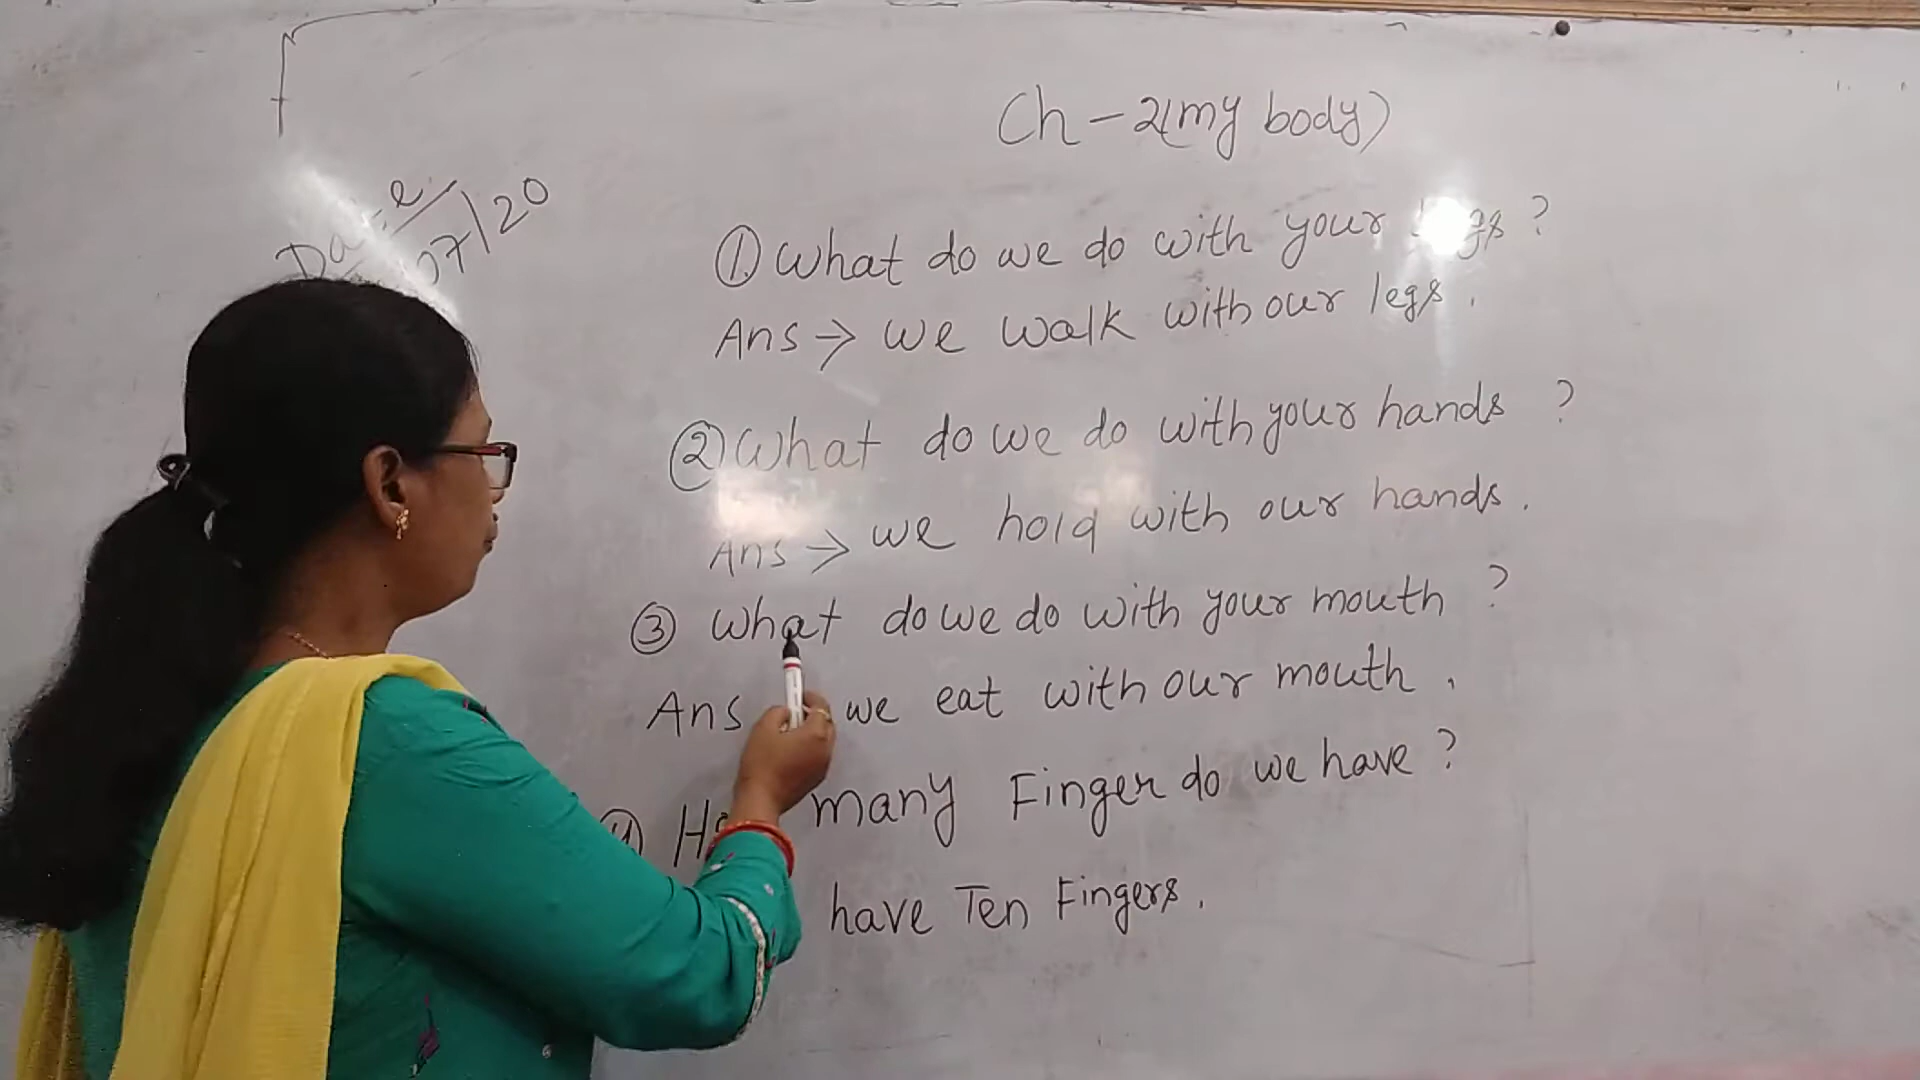 Ch-2(my body)
Date
07/20
① What do we do with your legs?
Ans → we walk with our legs.
② What do we do with your hands?
Ans → we hold with our hands.
③ What do we do with your mouth?
Ans we eat with our mouth.
④ many Finger do we have?
have Ten Fingers.